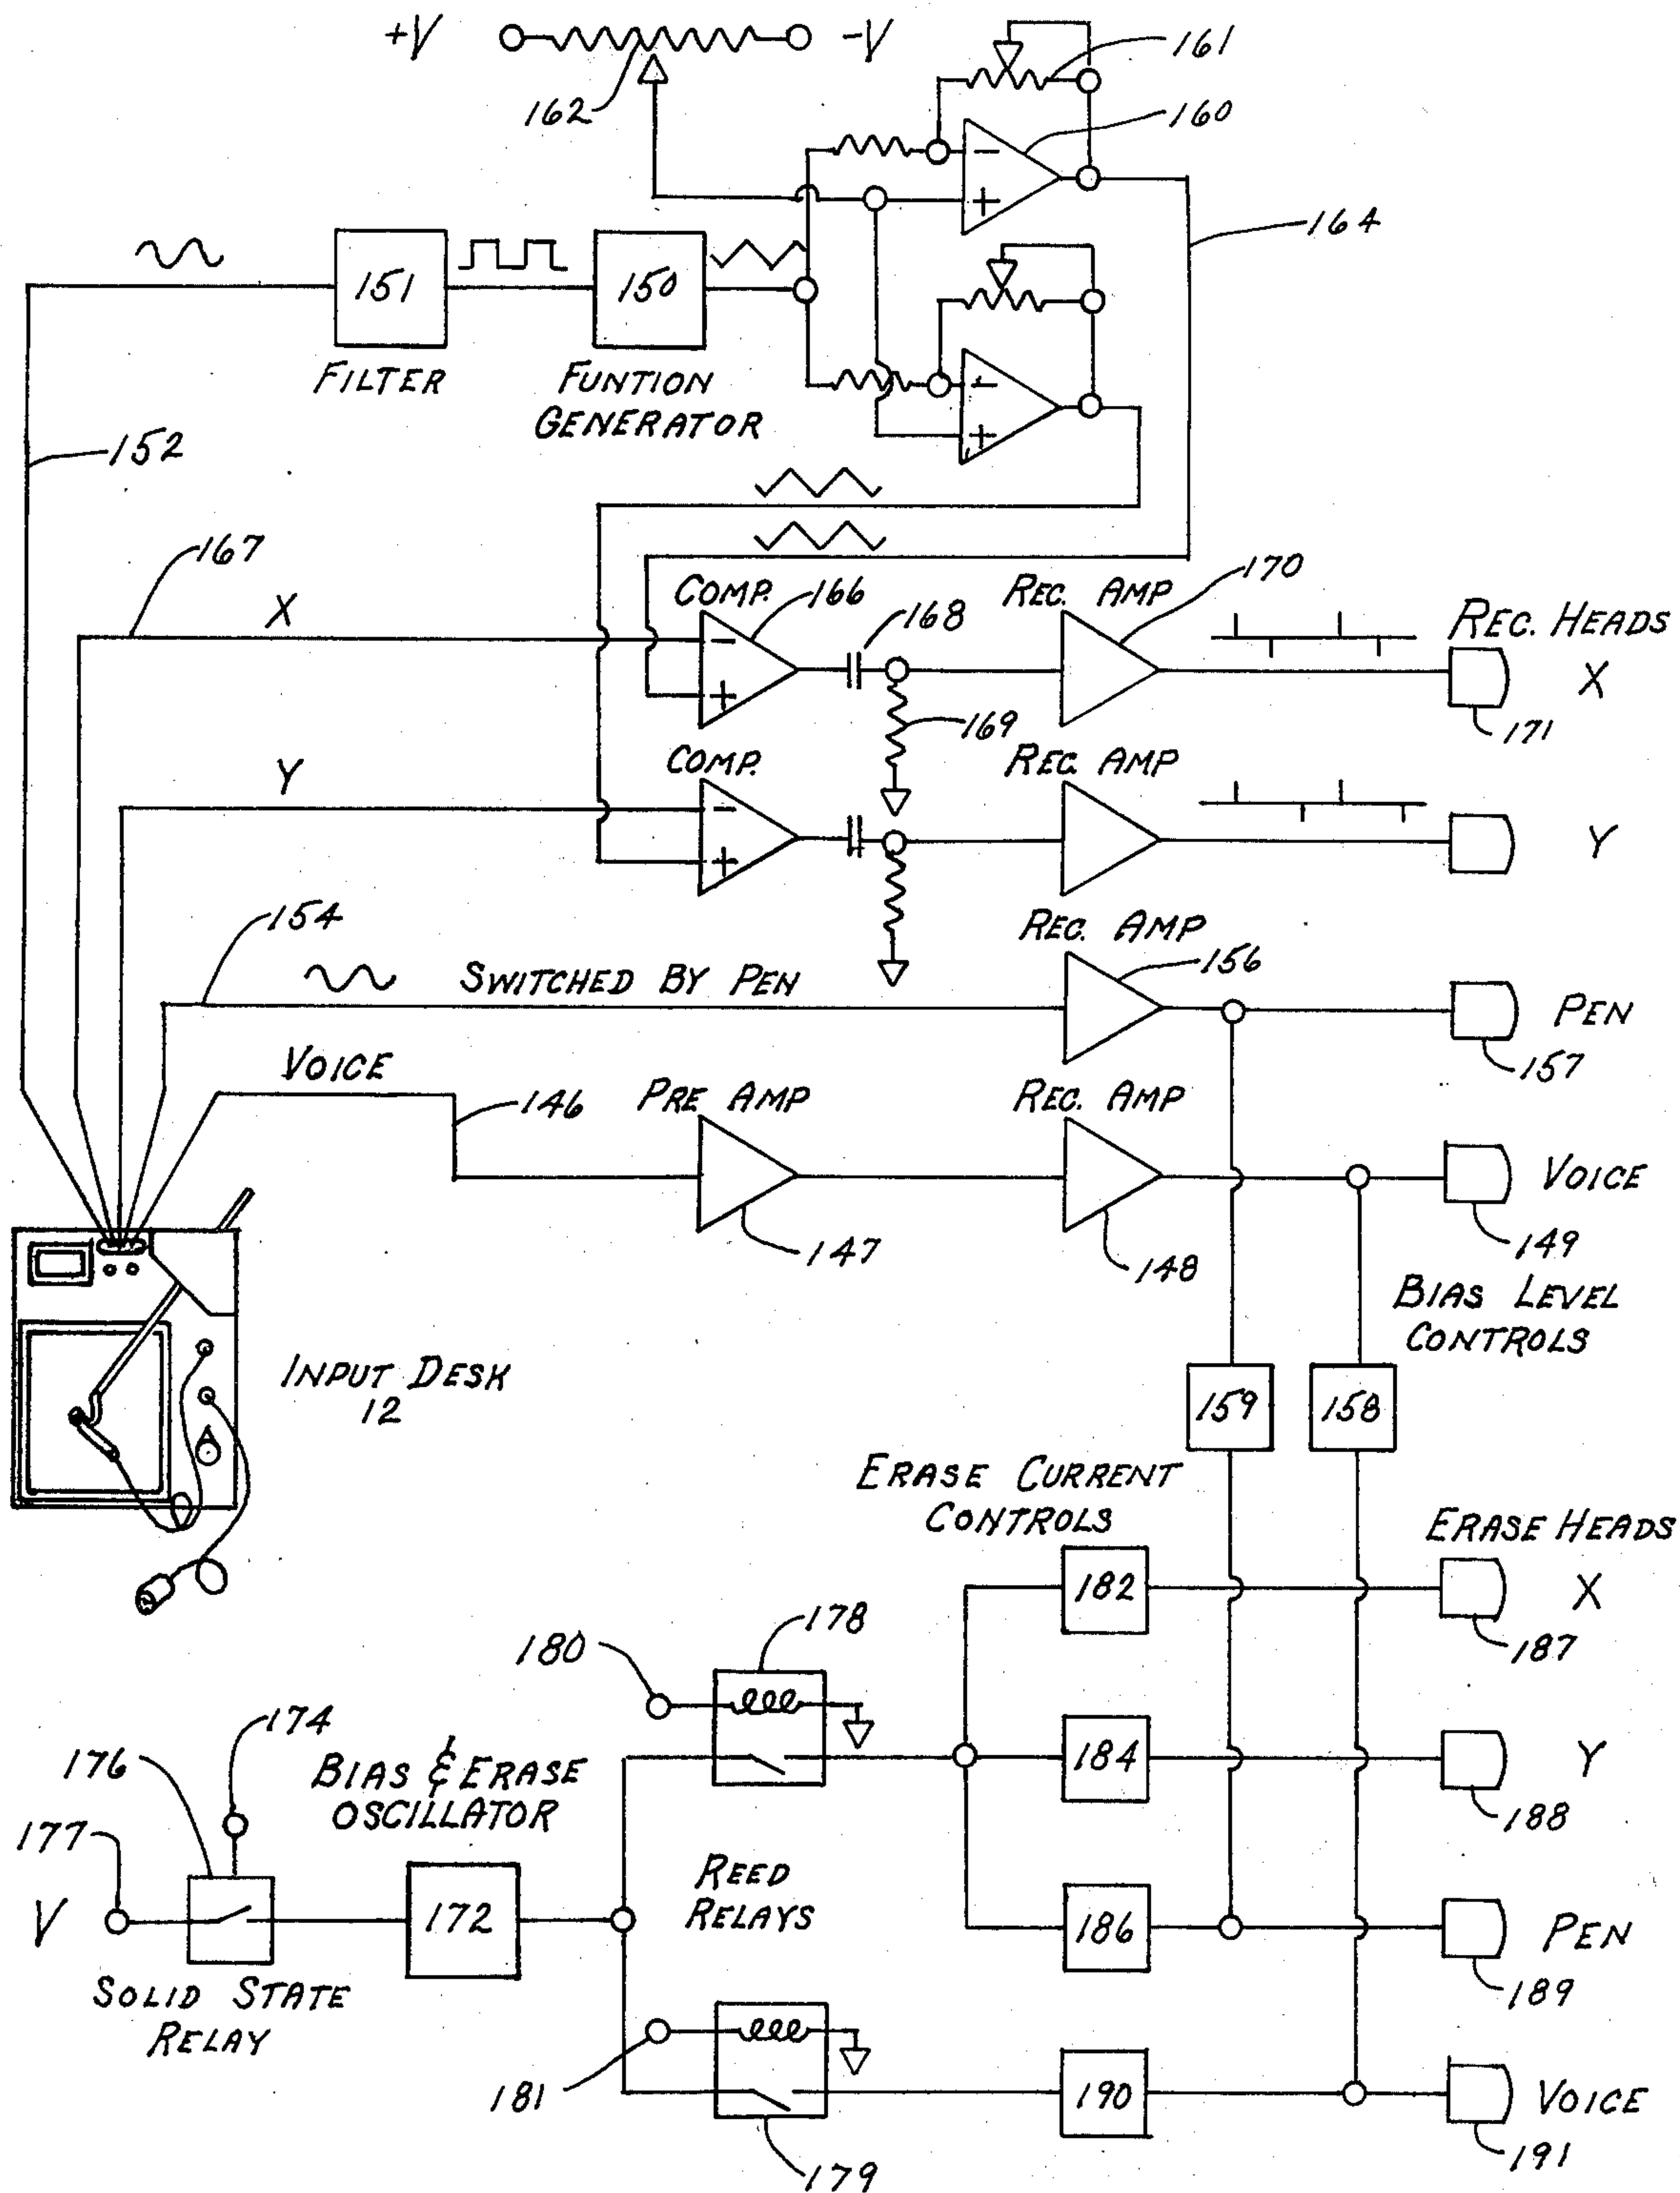 +V
-V
161
162
160
164
151
150
FILTER
FUNTION
GENERATOR
152
167
X
COMP.
166
168
REC. AMP
170
REC. HEADS
X
171
169
Y
COMP.
REC. AMP
Y
154
SWITCHED BY PEN
REC. AMP
156
PEN
157
VOICE
146
PRE AMP
REC. AMP
147
148
VOICE
149
BIAS LEVEL
CONTROLS
INPUT DESK
12
159
158
ERASE CURRENT
CONTROLS
ERASE HEADS
182
X
187
178
180
174
176
BIAS & ERASE
OSCILLATOR
184
Y
188
177
V
172
REED
RELAYS
186
PEN
189
SOLID STATE
RELAY
181
179
190
VOICE
191